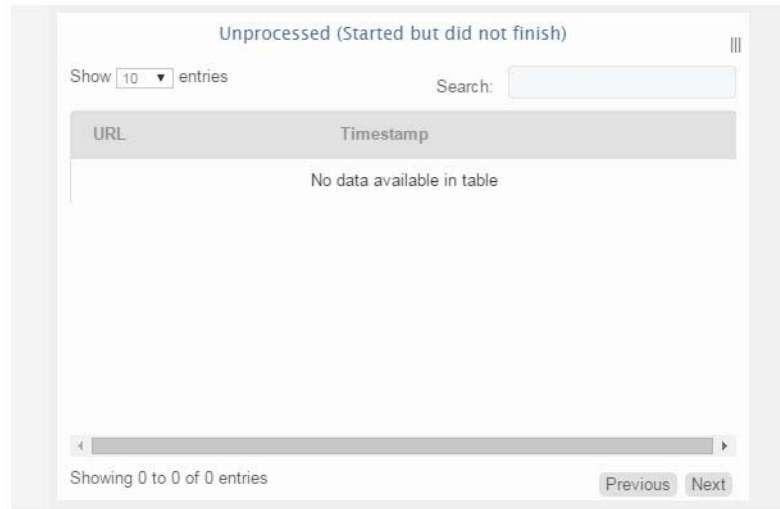 Unprocessed (Started but did not finish)
Show 10 entries
Search:
URL Timestamp
No data available in table
Showing 0 to 0 of 0 entries
Previous Next